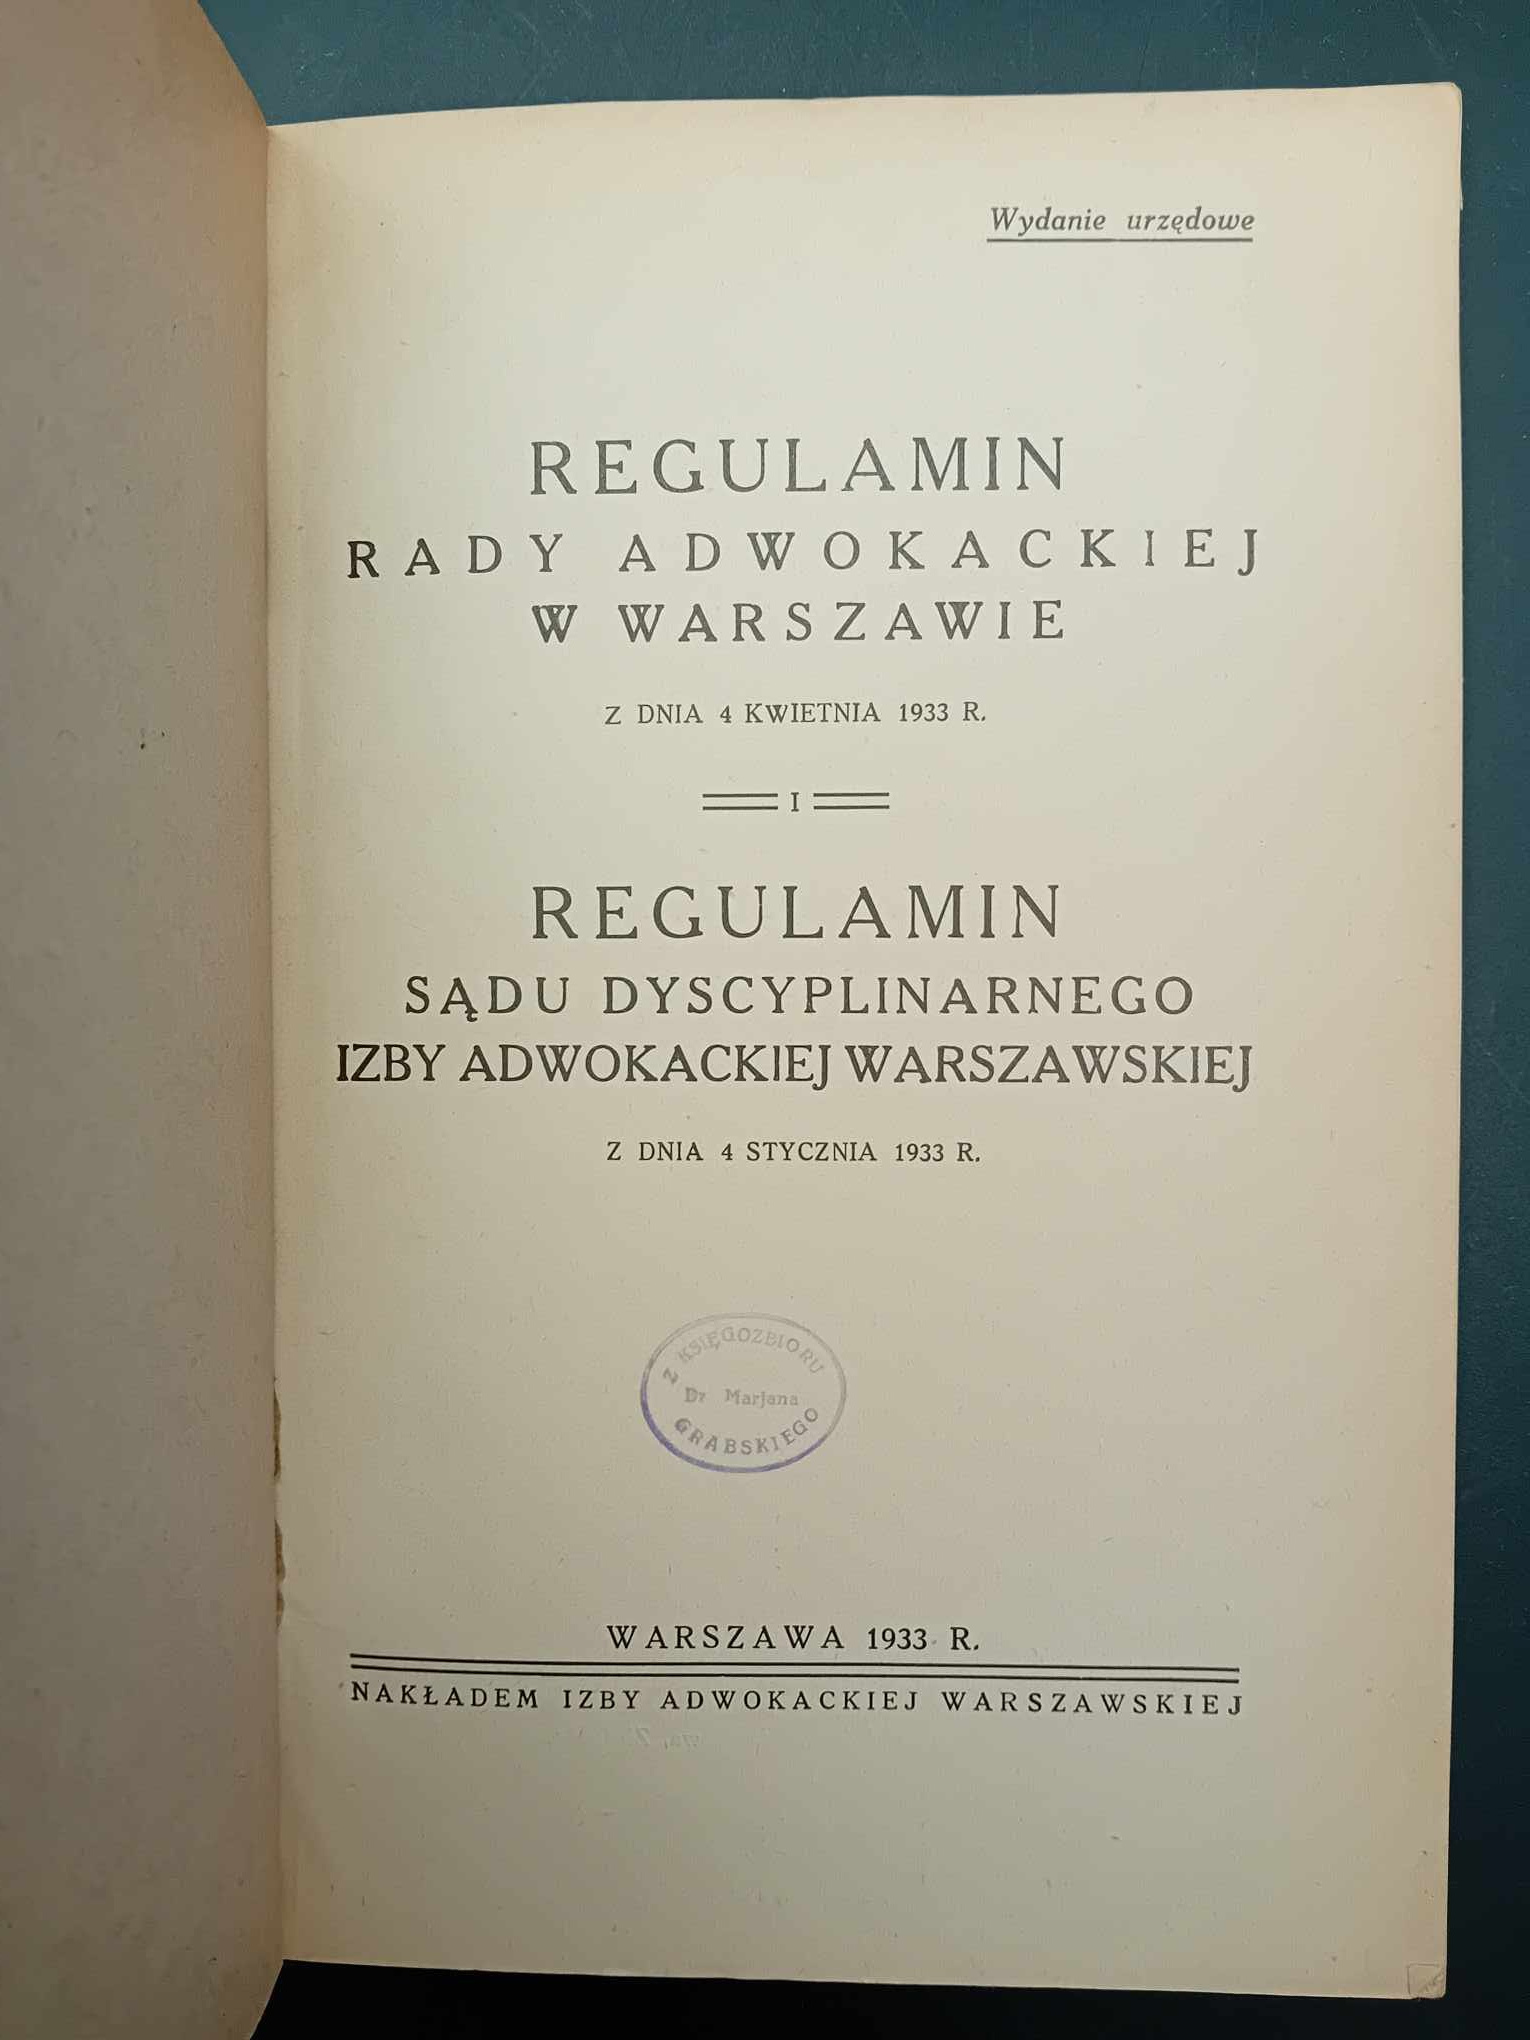 Wydanie urzędowe
REGULAMIN
RADY ADWOKACKIEJ
W WARSZAWIE
Z DNIA 4 KWIETNIA 1933 R.
I
REGULAMIN
SĄDU DYSCYPLINARNEGO
IZBY ADWOKACKIEJ WARSZAWSKIEJ
Z DNIA 4 STYCZNIA 1933 R.
Z KSIĘGOZBIORU
Dr Marjana
GRABSKIEGO
WARSZAWA 1933 R.
NAKŁADEM IZBY ADWOKACKIEJ WARSZAWSKIEJ